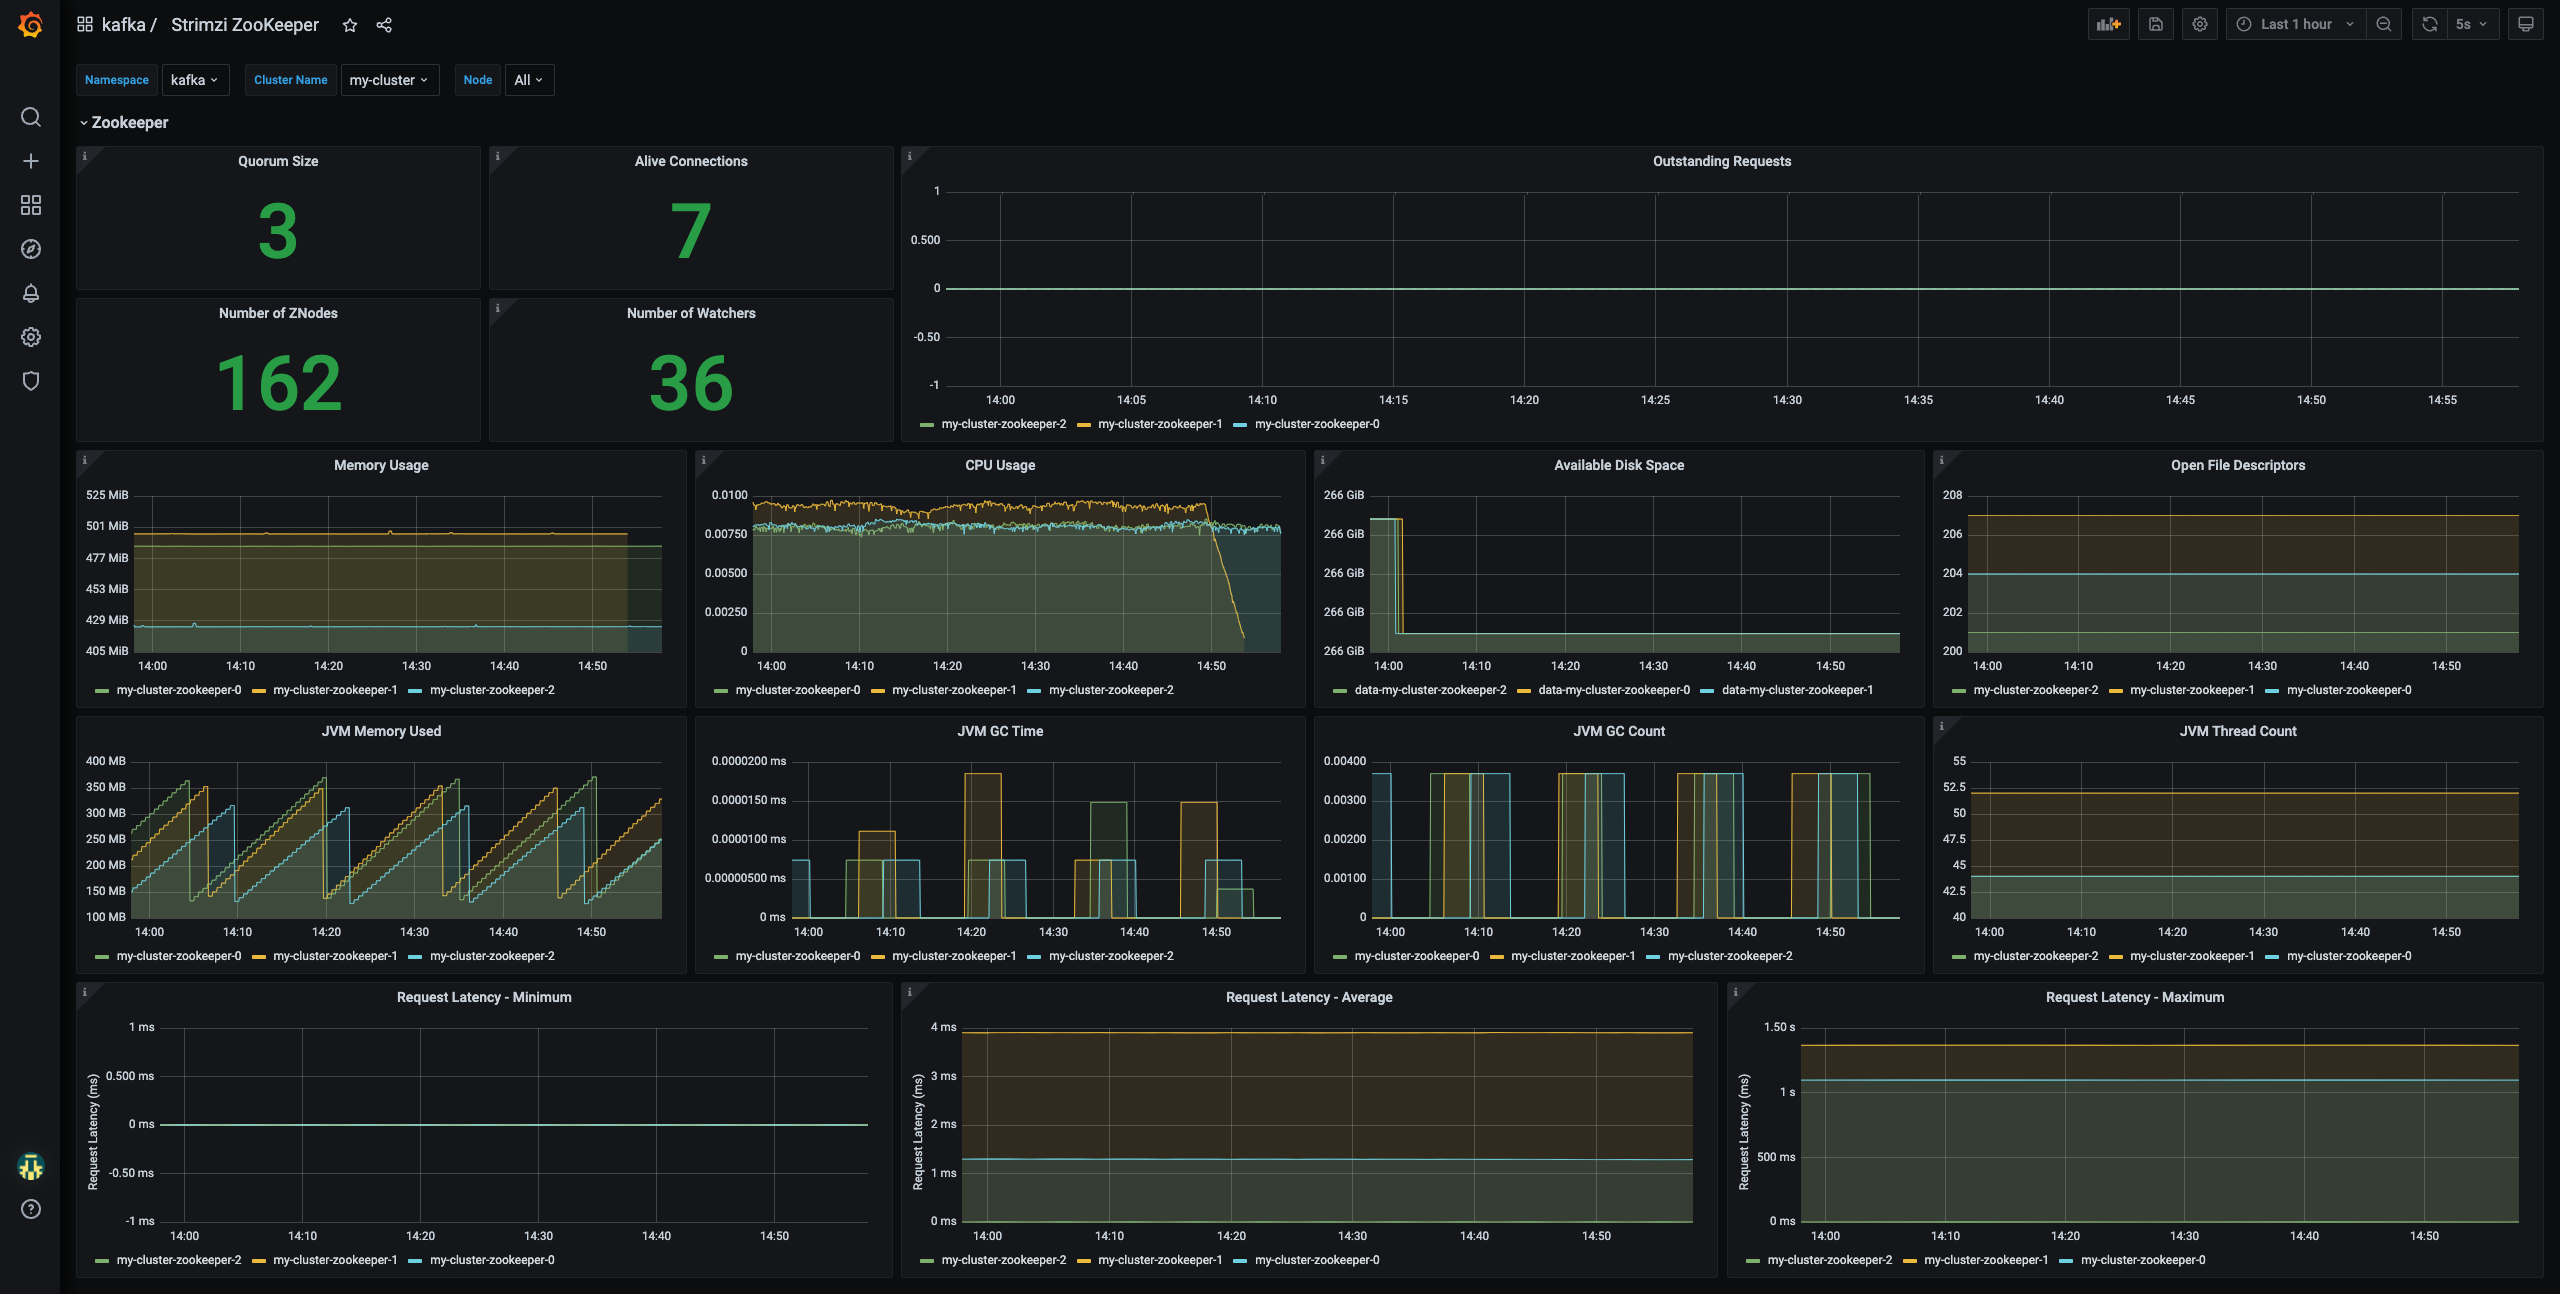 kafka / Strimzi ZooKeeper
Last 1 hour
5s
Namespace kafka Cluster Name my-cluster Node All
Zookeeper
Quorum Size
3
Alive Connections
7
Number of ZNodes
162
Number of Watchers
36
Outstanding Requests
1
0.500
0
-0.50
-1
14:00 14:05 14:10 14:15 14:20 14:25 14:30 14:35 14:40 14:45 14:50 14:55
my-cluster-zookeeper-2 my-cluster-zookeeper-1 my-cluster-zookeeper-0
Memory Usage
525 MiB
501 MiB
477 MiB
453 MiB
429 MiB
405 MiB
14:00 14:10 14:20 14:30 14:40 14:50
my-cluster-zookeeper-0 my-cluster-zookeeper-1 my-cluster-zookeeper-2
CPU Usage
0.0100
0.00750
0.00500
0.00250
0
14:00 14:10 14:20 14:30 14:40 14:50
my-cluster-zookeeper-0 my-cluster-zookeeper-1 my-cluster-zookeeper-2
Available Disk Space
266 GiB
266 GiB
266 GiB
266 GiB
266 GiB
14:00 14:10 14:20 14:30 14:40 14:50
data-my-cluster-zookeeper-2 data-my-cluster-zookeeper-0 data-my-cluster-zookeeper-1
Open File Descriptors
208
206
204
202
200
14:00 14:10 14:20 14:30 14:40 14:50
my-cluster-zookeeper-2 my-cluster-zookeeper-1 my-cluster-zookeeper-0
JVM Memory Used
400 MB
350 MB
300 MB
250 MB
200 MB
150 MB
100 MB
14:00 14:10 14:20 14:30 14:40 14:50
my-cluster-zookeeper-0 my-cluster-zookeeper-1 my-cluster-zookeeper-2
JVM GC Time
0.0000200 ms
0.0000150 ms
0.0000100 ms
0.00000500 ms
0 ms
14:00 14:10 14:20 14:30 14:40 14:50
my-cluster-zookeeper-0 my-cluster-zookeeper-1 my-cluster-zookeeper-2
JVM GC Count
0.00400
0.00300
0.00200
0.00100
0
14:00 14:10 14:20 14:30 14:40 14:50
my-cluster-zookeeper-0 my-cluster-zookeeper-1 my-cluster-zookeeper-2
JVM Thread Count
55
52.5
50
47.5
45
42.5
40
14:00 14:10 14:20 14:30 14:40 14:50
my-cluster-zookeeper-2 my-cluster-zookeeper-1 my-cluster-zookeeper-0
Request Latency - Minimum
Request Latency (ms)
1 ms
0.500 ms
0 ms
-0.50 ms
-1 ms
14:00 14:10 14:20 14:30 14:40 14:50
my-cluster-zookeeper-2 my-cluster-zookeeper-1 my-cluster-zookeeper-0
Request Latency - Average
Request Latency (ms)
4 ms
3 ms
2 ms
1 ms
0 ms
14:00 14:10 14:20 14:30 14:40 14:50
my-cluster-zookeeper-2 my-cluster-zookeeper-1 my-cluster-zookeeper-0
Request Latency - Maximum
Request Latency (ms)
1.50 s
1 s
500 ms
0 ms
14:00 14:10 14:20 14:30 14:40 14:50
my-cluster-zookeeper-2 my-cluster-zookeeper-1 my-cluster-zookeeper-0